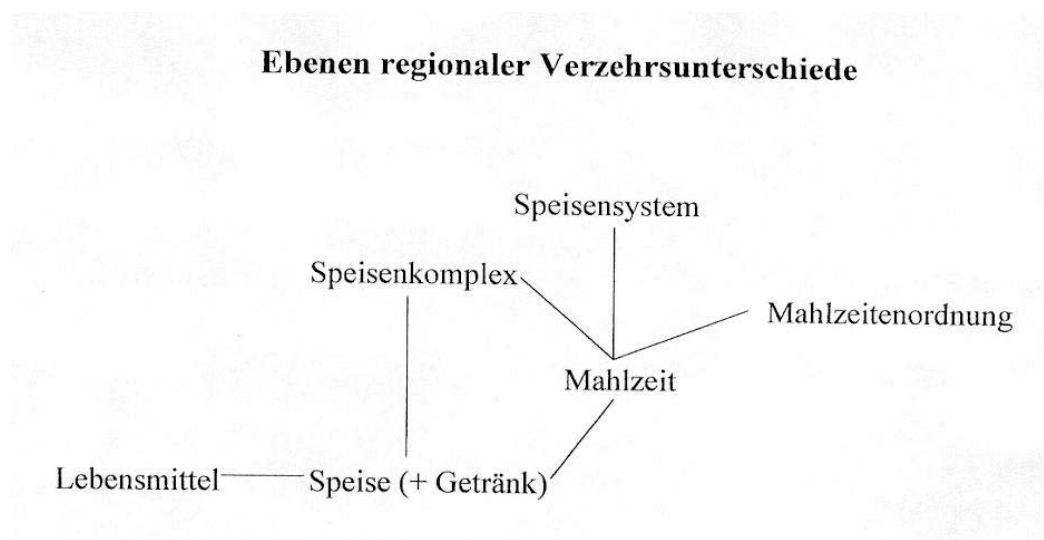 Ebenen regionaler Verzehrsunterschiede
Speisensystem
Speisenkomplex
Mahlzeitenordnung
Mahlzeit
Lebensmittel
Speise (+ Getränk)